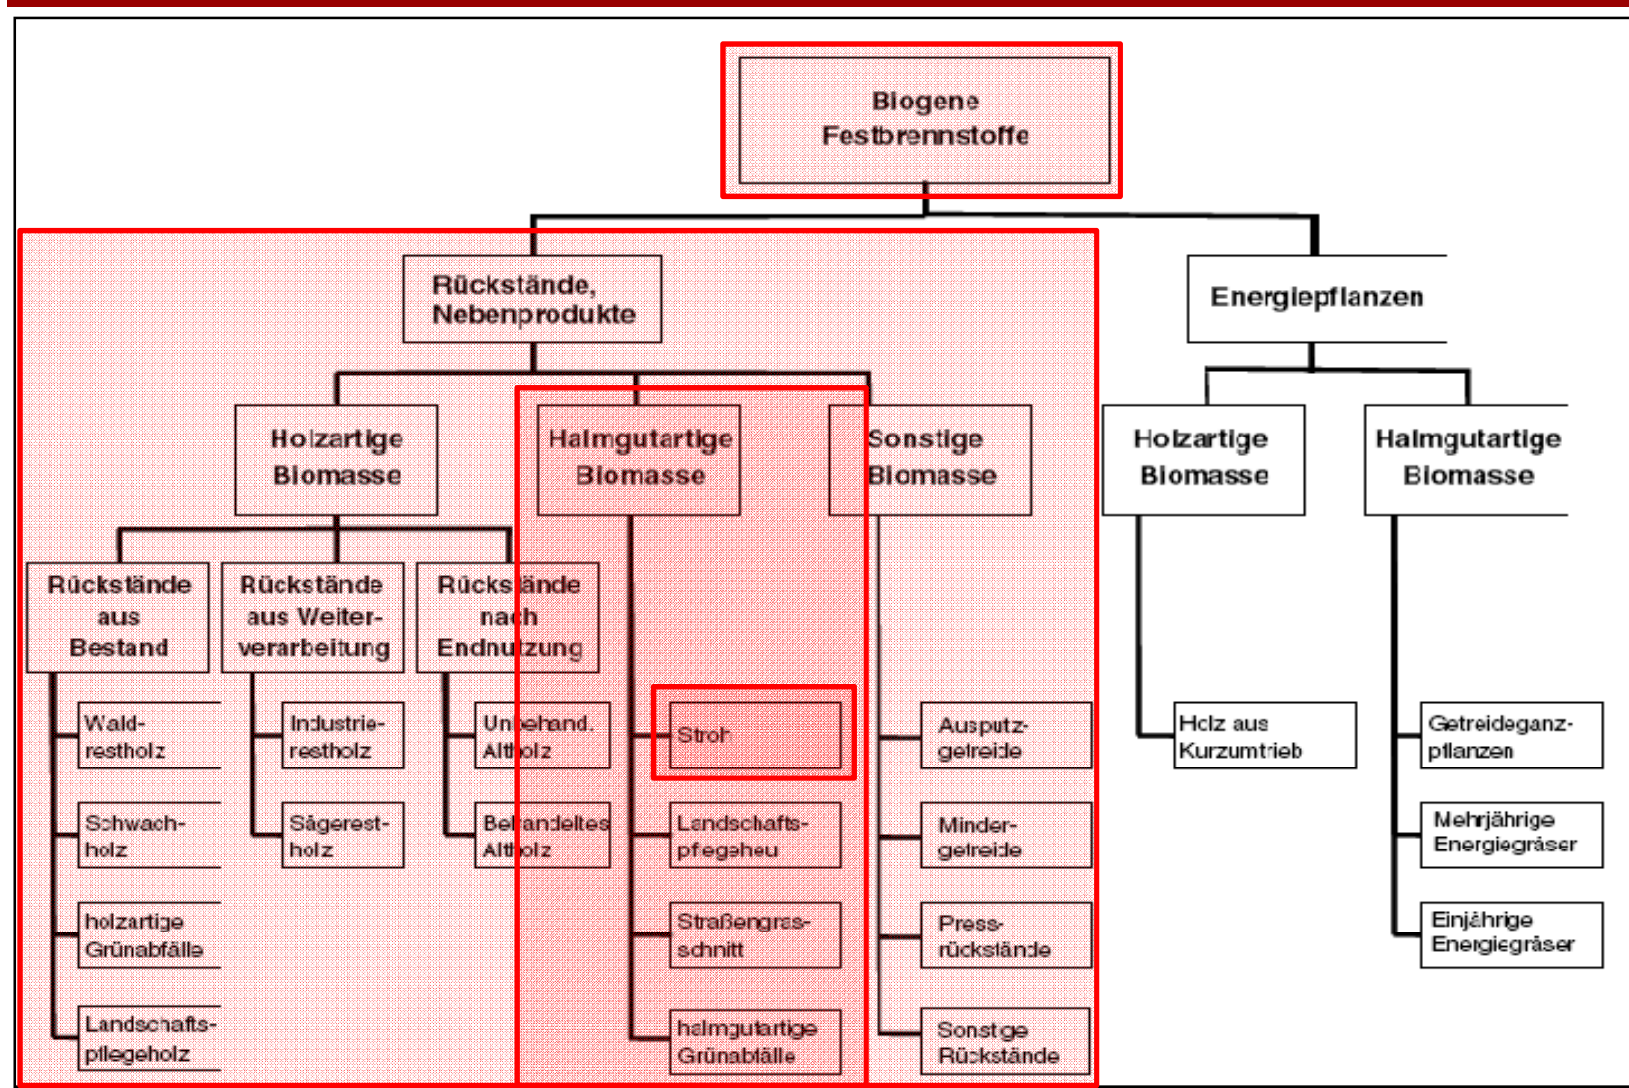 Biogene
Festbrennstoffe
Rückstände,
Nebenprodukte
Energiepflanzen
Holzartige
Biomasse
Halmgutartige
Biomasse
Sonstige
Biomasse
Holzartige
Biomasse
Halmgutartige
Biomasse
Rückstände
aus
Bestand
Rückstände
aus Weiter-
verarbeitung
Rückstände
nach
Endnutzung
Wald-
restholz
Schwach-
holz
holzartige
Grünabfälle
Landschafts-
pflegeholz
Industrie-
restholz
Sägerest-
holz
Unbehand.
Altholz
Behandeltes
Altholz
Stroh
Landschafts-
pflegeheu
Straßengras-
schnitt
halmgutartige
Grünabfälle
Ausputz-
getreide
Minder-
getreide
Press-
rückstände
Sonstige
Rückstände
Holz aus
Kurzumtrieb
Getreideganz-
pflanzen
Mehrjährige
Energiegräser
Einjährige
Energiegräser